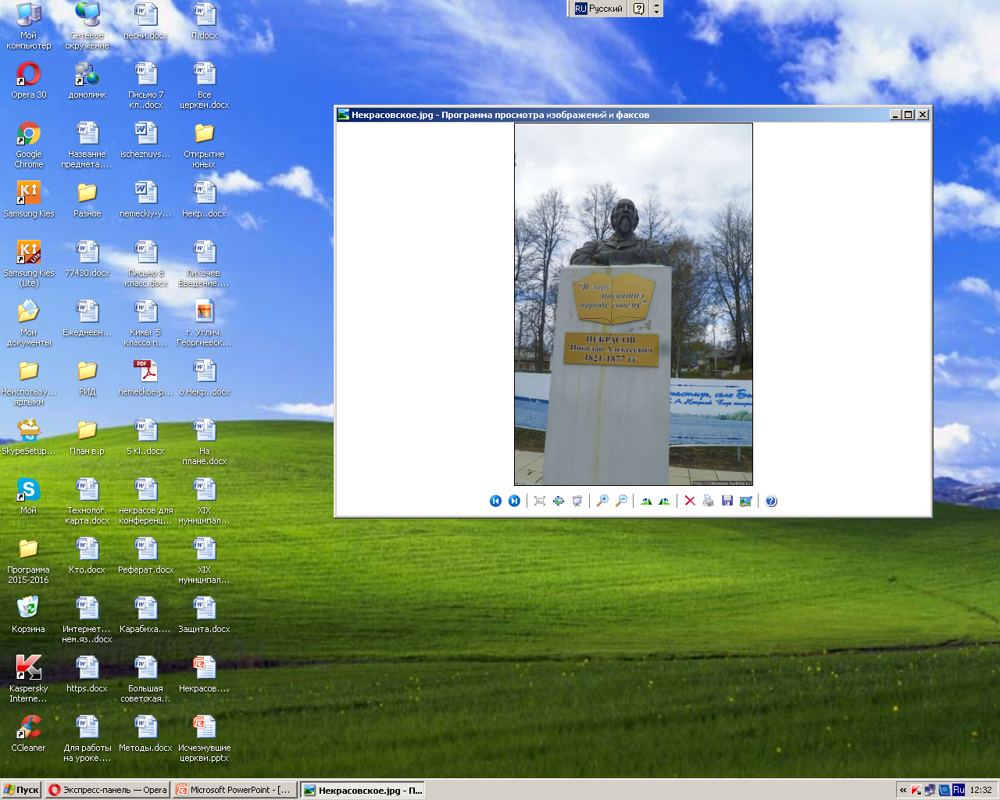 RU Русский
Некрасовское.jpg - Программа просмотра изображений и факсов
"Я лиру
посвятил
народу своему"
НЕКРАСОВ
Николай Алексеевич
1821-1877 гг.
Мой компьютер
Сетевое окружение
песни.docx
Л.docx
Opera 30
домолинк
Письмо 7 кл..docx
Все церкви.docx
Google Chrome
Название предмета....
ischeznuvs...
Открытие юных
Samsung Kies
Разное
nemeckiy-y...
Некр..docx
Samsung Kies (Lite)
77430.docx
Письмо 8 класс.docx
Лихачев Введение....
Мои документы
Ежедневн...
Кимы 5 класса п...
г. Углич. Георгиевск...
Неиспользу... ярлыки
РИД
nemeckoe-p...
о Некр..docx
SkypeSetup...
План в.р
5 Kl..docx
На плане.docx
Мой
Технолог. карта.docx
некрасов для конференц...
XIX муниципал...
Программа 2015-2016
Кто.docx
Реферат.docx
XIX муниципал...
Корзина
Интернет... нем.яз..docx
Карабиха....
Защита.docx
Kaspersky Interne...
https.docx
Большая советская...
Некрасов....
CCleaner
Для работы на уроке....
Методы.docx
Исчезнувшие церкви.pptx
Пуск
Экспресс-панель — Opera
Microsoft PowerPoint - [...
Некрасовское.jpg - П...
Ru
12:32